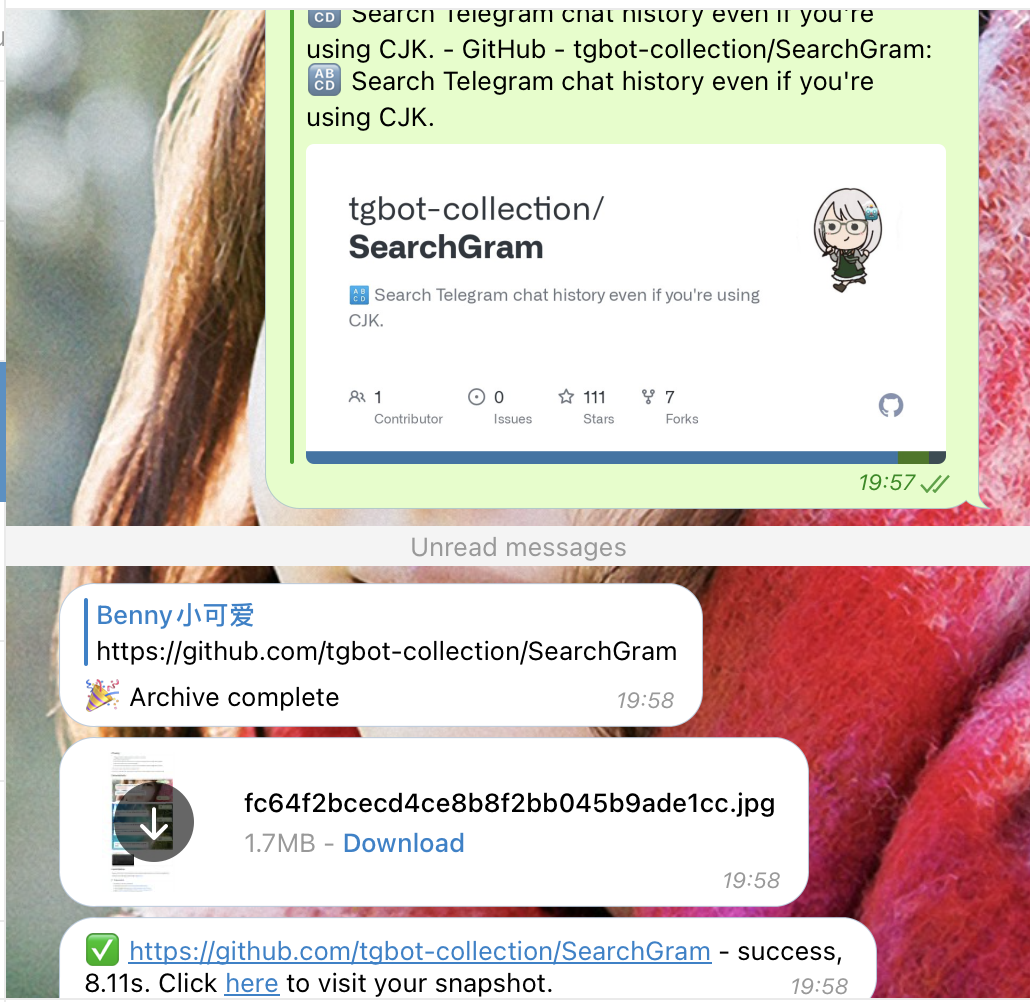 🔠 Search Telegram chat history even if you're
using CJK. - GitHub - tgbot-collection/SearchGram:
🔠 Search Telegram chat history even if you're
using CJK.
tgbot-collection/
SearchGram
🔠 Search Telegram chat history even if you're using
CJK.
1
Contributor
0
Issues
111
Stars
7
Forks
19:57
Unread messages
Benny小可爱
https://github.com/tgbot-collection/SearchGram
🎉 Archive complete
19:58
fc64f2bcecd4ce8b8f2bb045b9ade1cc.jpg
1.7MB - Download
19:58
✅ https://github.com/tgbot-collection/SearchGram - success,
8.11s. Click here to visit your snapshot.
19:58